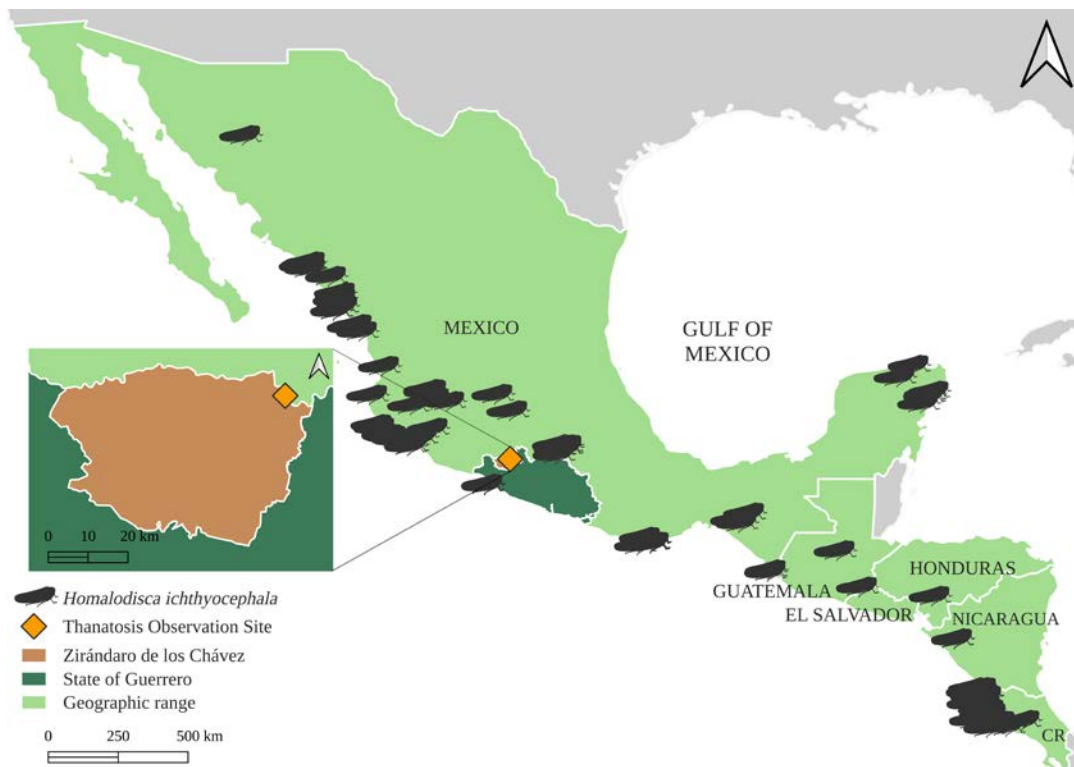 MEXICO
GULF OF
MEXICO
0 10 20 km
GUATEMALA
HONDURAS
EL SALVADOR
NICARAGUA
CR
Homalodisca ichthyocephala
Thanatosis Observation Site
Zirándaro de los Chávez
State of Guerrero
Geographic range
0 250 500 km